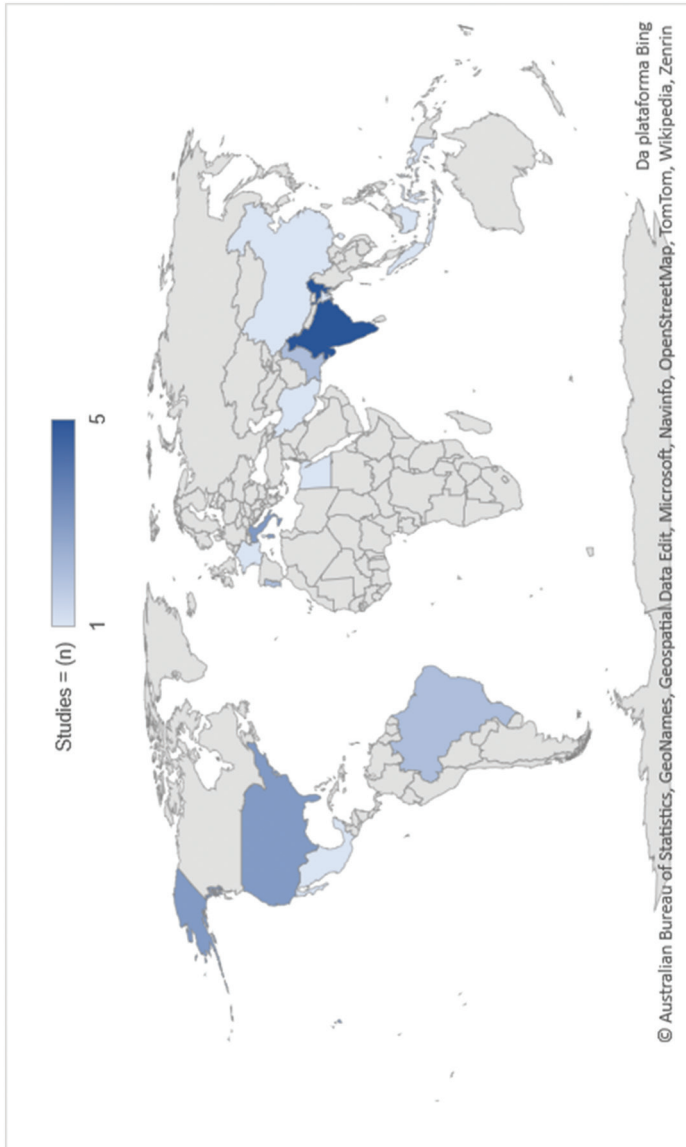 Studies = (n)
1 5
Da plataforma Bing
© Australian Bureau of Statistics, GeoNames, Geospatial Data Edit, Microsoft, Navinfo, OpenStreetMap, TomTom, Wikipedia, Zenrin